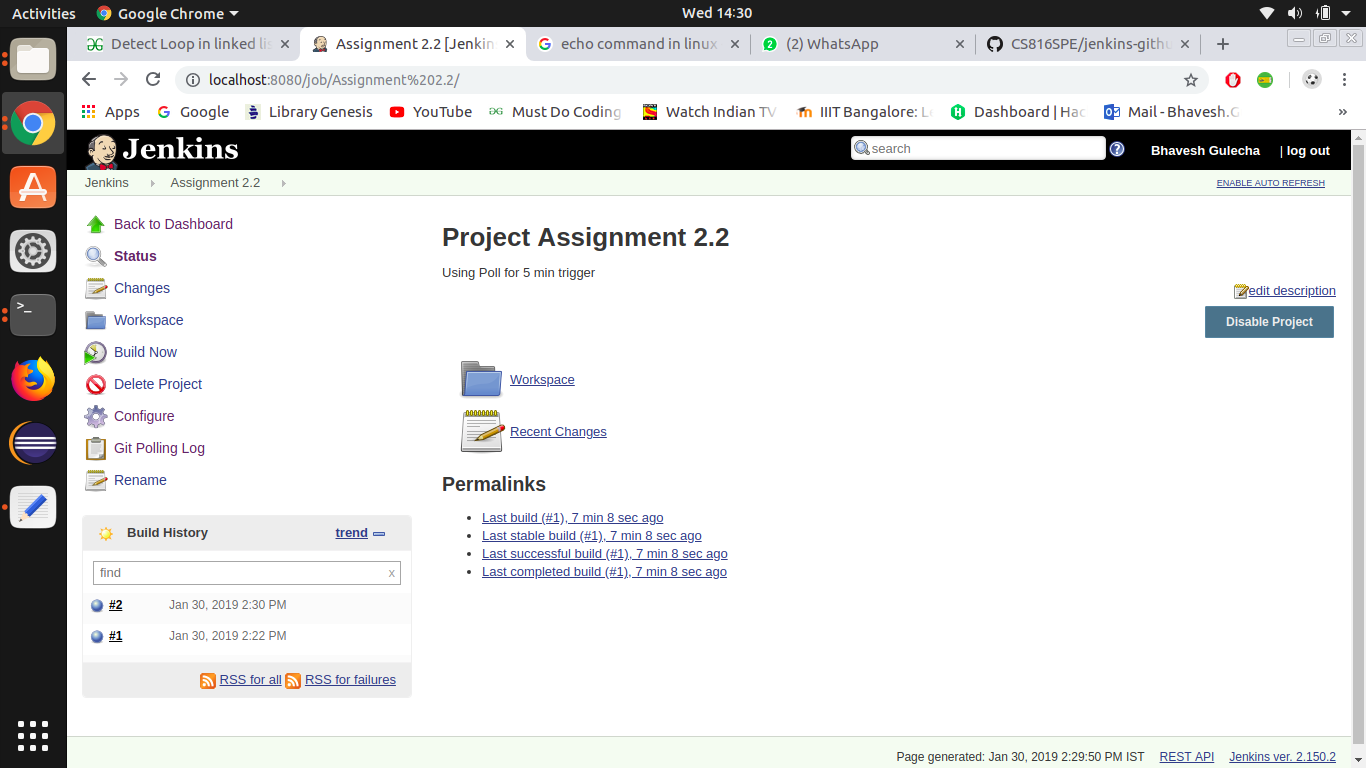 Activities Google Chrome Wed 14:30
Detect Loop in linked lis Assignment 2.2 [Jenkin echo command in linux (2) WhatsApp CS816SPE/jenkins-githu
localhost:8080/job/Assignment%202.2/
Apps Google Library Genesis YouTube Must Do Coding Watch Indian TV IIIT Bangalore: Le Dashboard | Hac Mail - Bhavesh.G »
Jenkins search ? Bhavesh Gulecha | log out
Jenkins Assignment 2.2 ENABLE AUTO REFRESH
Back to Dashboard
Status
Changes
Workspace
Build Now
Delete Project
Configure
Git Polling Log
Rename
Build History trend
find x
#2 Jan 30, 2019 2:30 PM
#1 Jan 30, 2019 2:22 PM
RSS for all RSS for failures
Project Assignment 2.2
Using Poll for 5 min trigger
edit description
Disable Project
Workspace
Recent Changes
Permalinks
Last build (#1), 7 min 8 sec ago
Last stable build (#1), 7 min 8 sec ago
Last successful build (#1), 7 min 8 sec ago
Last completed build (#1), 7 min 8 sec ago
Page generated: Jan 30, 2019 2:29:50 PM IST REST API Jenkins ver. 2.150.2